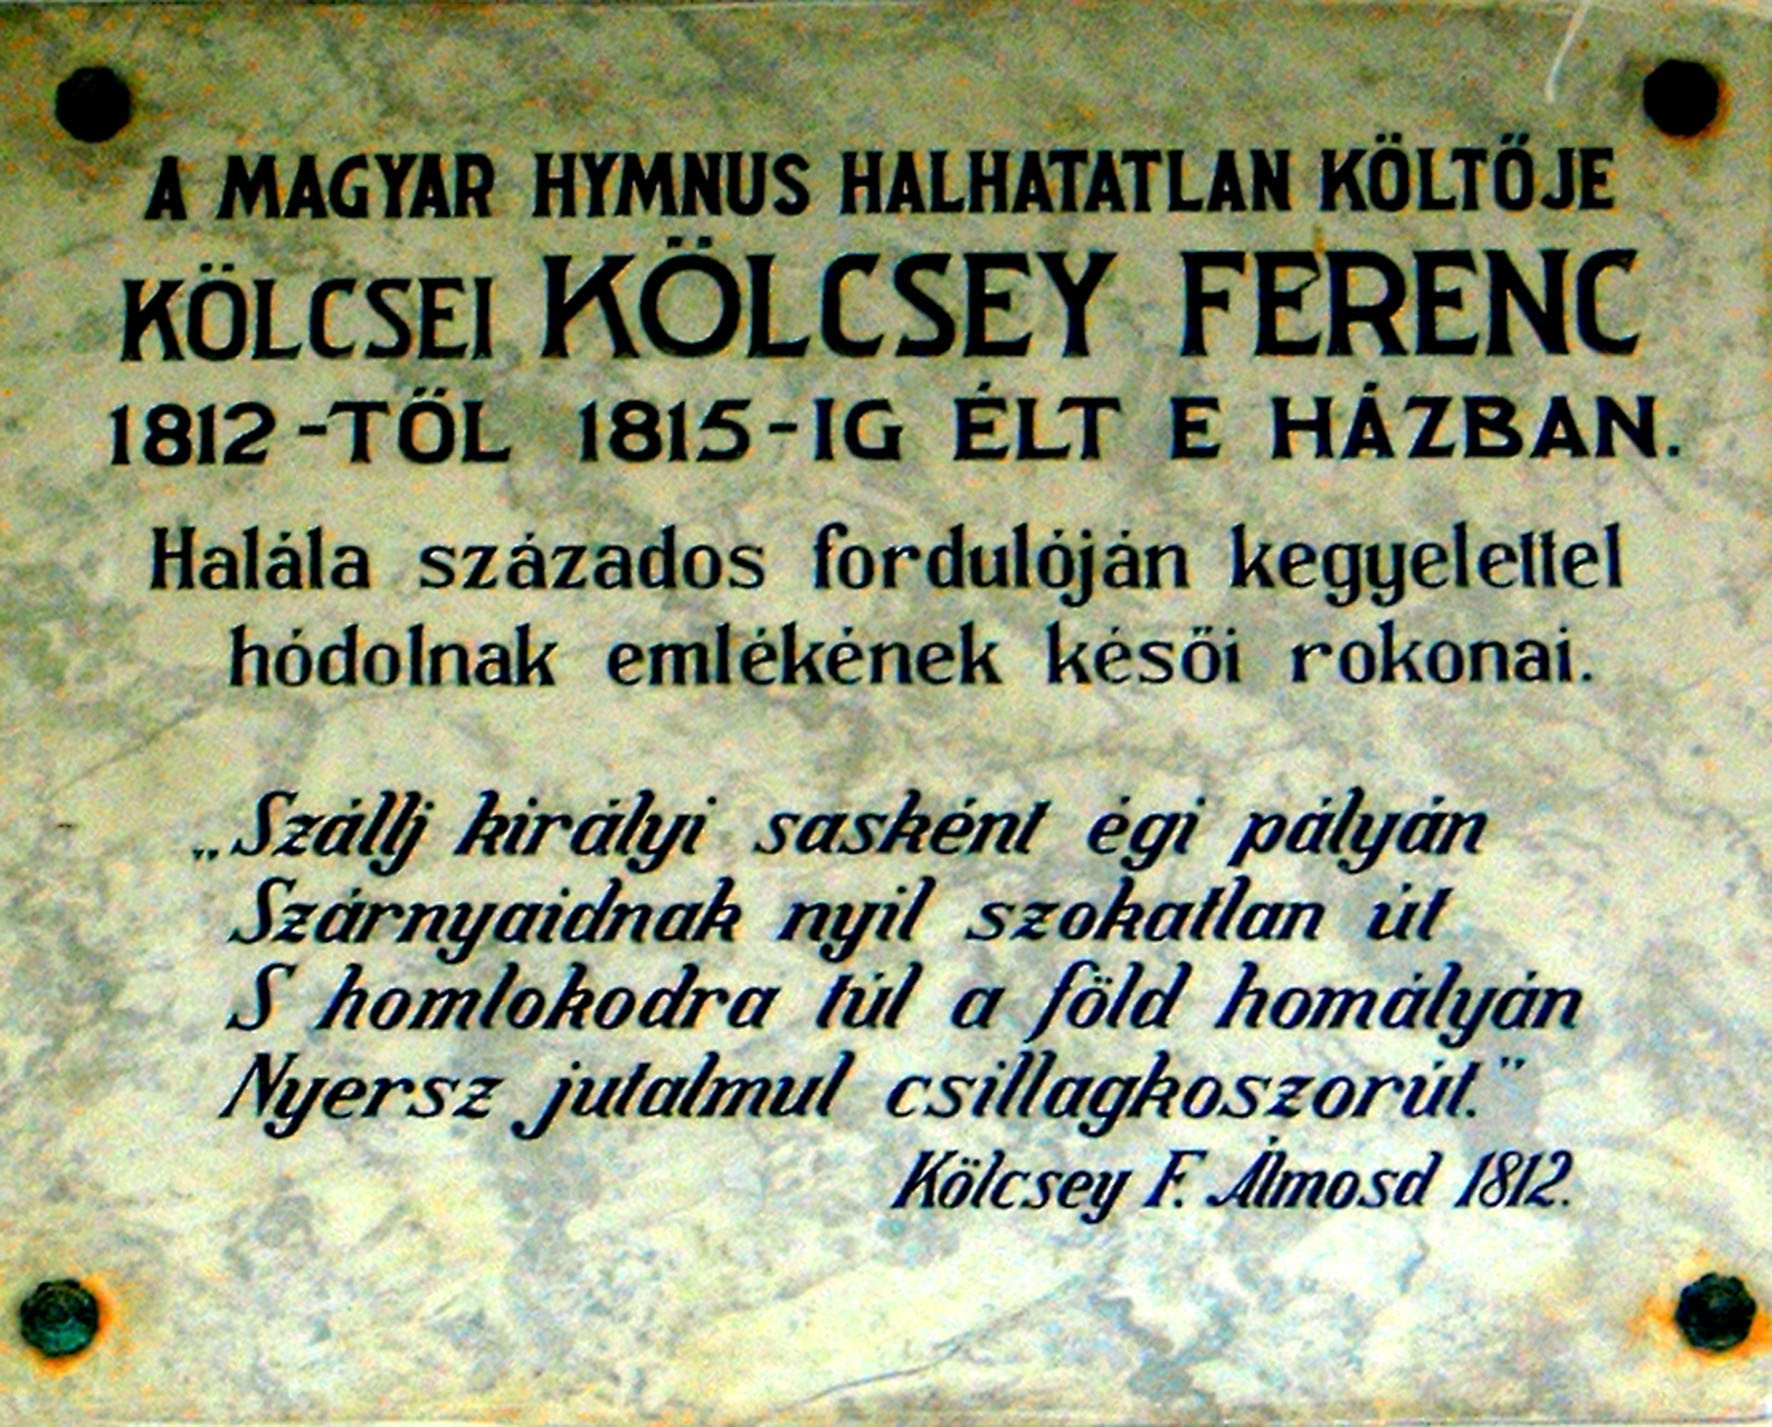 A MAGYAR HYMNUS HALHATATLAN KÖLTŐJE
KÖLCSEI KÖLCSEY FERENC
1812-TŐL 1815-IG ÉLT E HÁZBAN.
Halála százados fordulóján kegyelettel
hódolnak emlékének késői rokonai.
„Szállj királyi sasként égi pályán
Szárnyaidnak nyil szokatlan út
S homlokodra túl a föld homályán
Nyersz jutalmul csillagkoszorút."
Kölcsey F. Álmosd 1812.